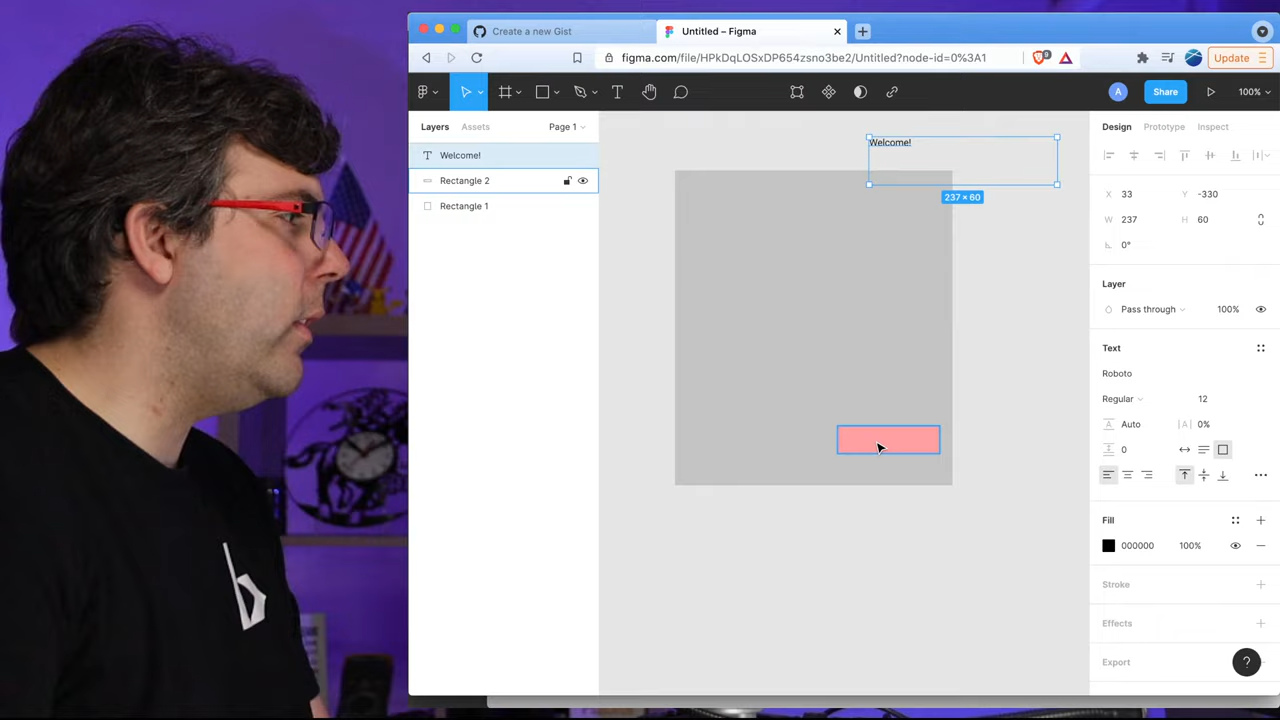 Create a new Gist
Untitled – Figma
figma.com/file/HPkDqLOSxDP654zsno3be2/Untitled?node-id=0%3A1
9
Update
A
Share
100%
Layers
Assets
Page 1
Welcome!
Rectangle 2
Rectangle 1
Welcome!
237 × 60
Design
Prototype
Inspect
X 33 Y -330
W 237 H 60
0°
Layer
Pass through 100%
Text
Roboto
Regular 12
A Auto |A| 0%
0
Fill
000000 100%
Stroke
Effects
Export
?
b